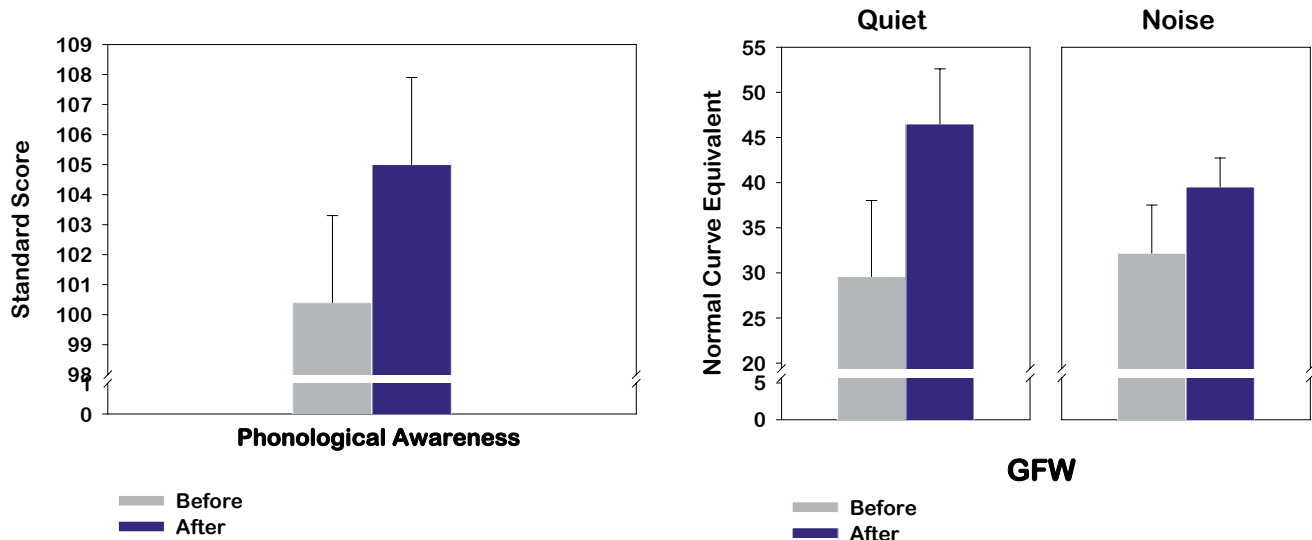 109
108
107
106
105
104
103
102
101
100
99
98
1
0
Standard Score
Phonological Awareness
Before
After
Quiet
Noise
55
50
45
40
35
30
25
20
5
0
Normal Curve Equivalent
GFW
Before
After